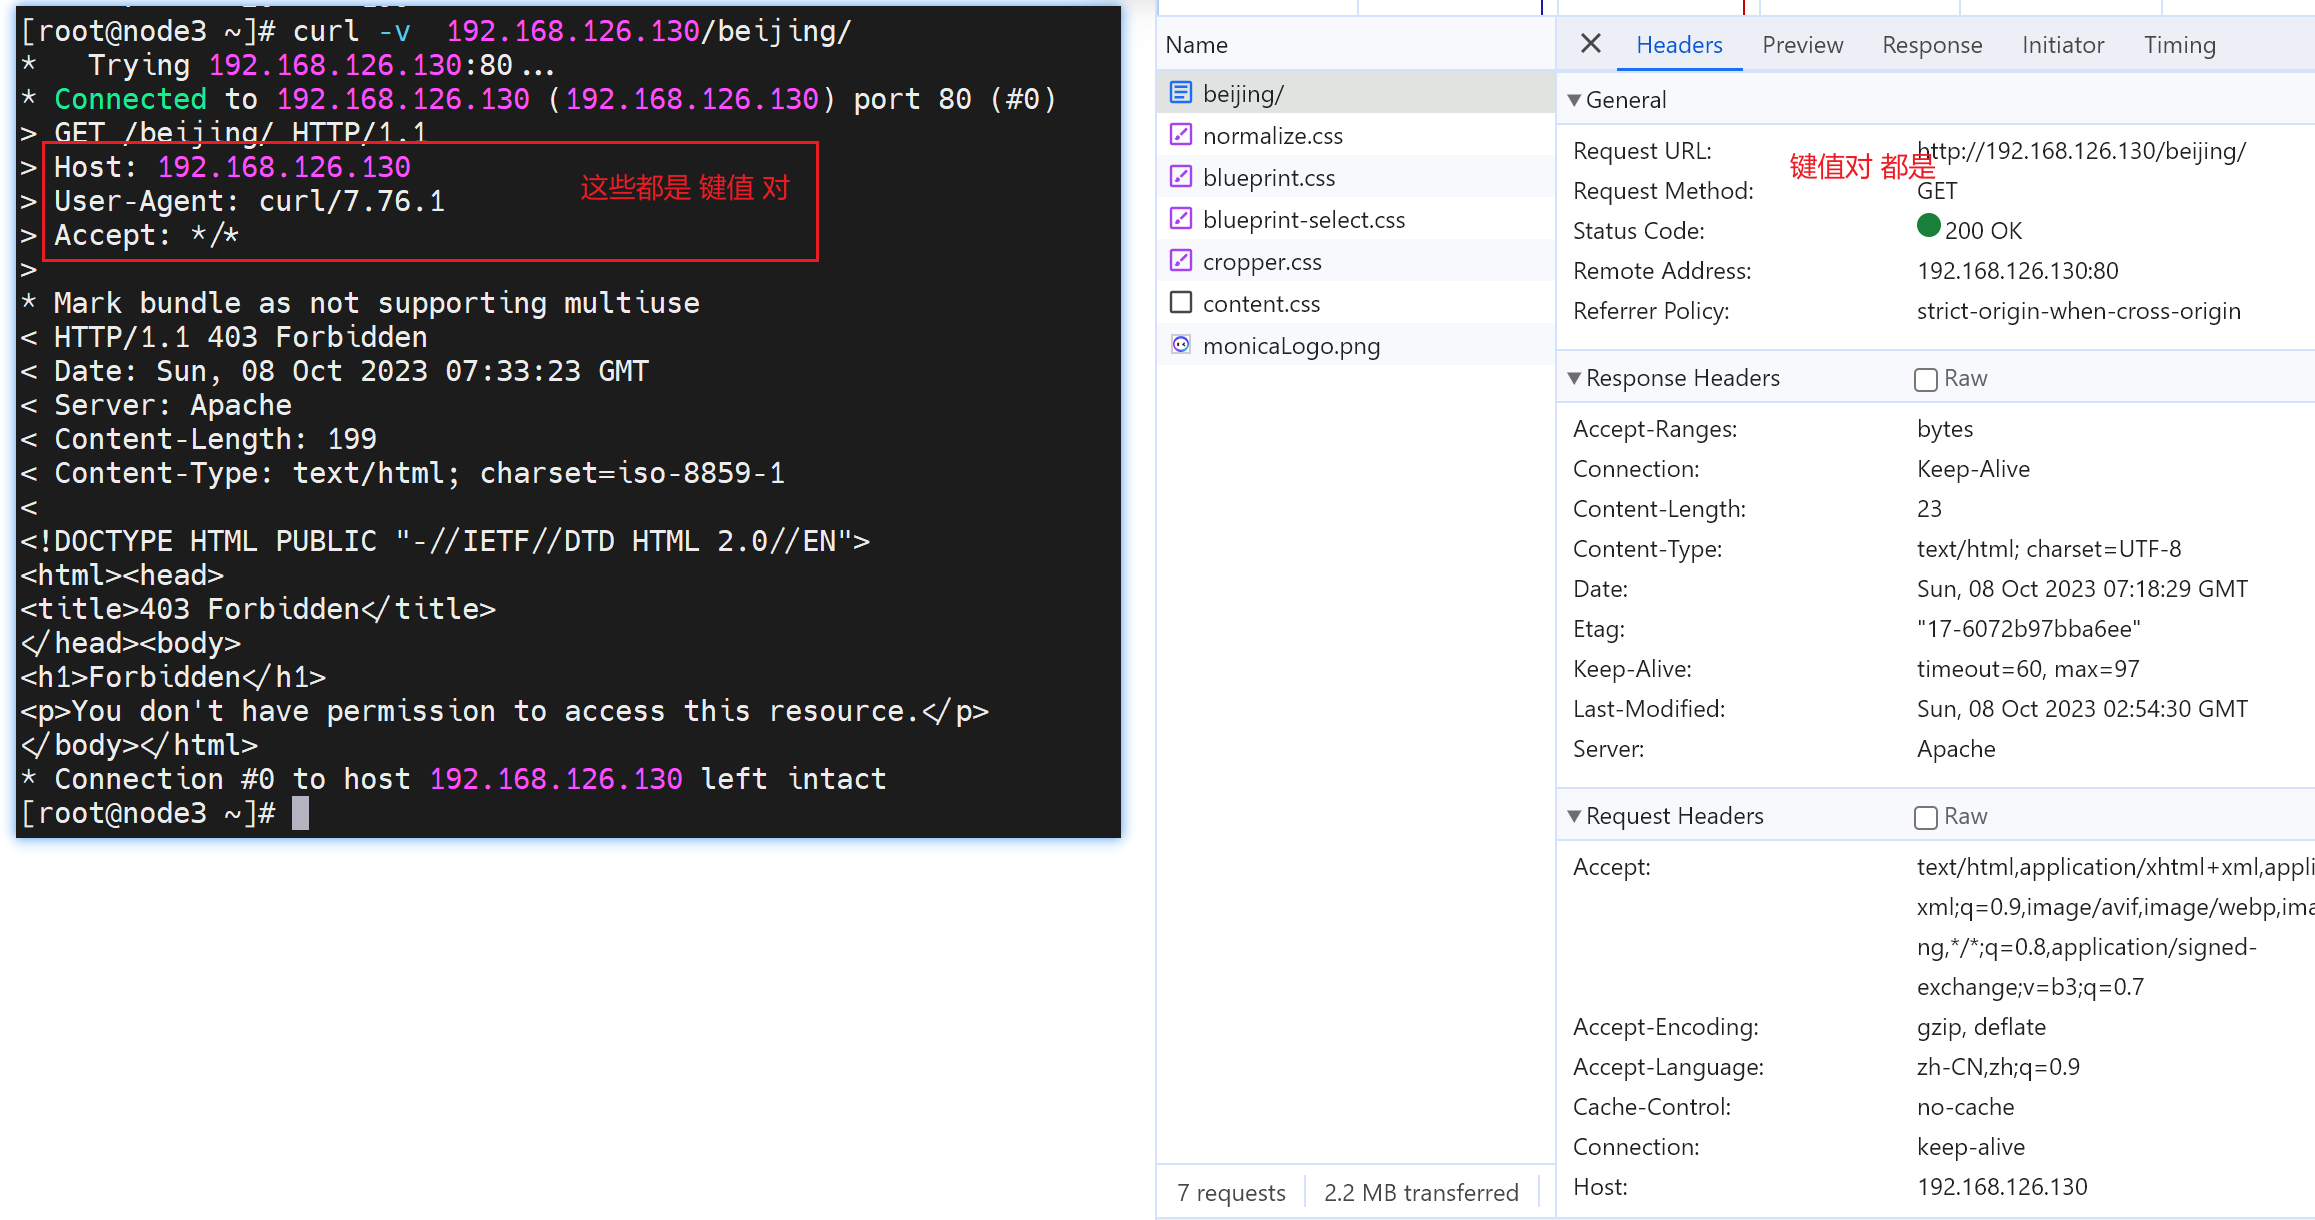 [root@node3 ~]# curl -v  192.168.126.130/beijing/
*   Trying 192.168.126.130:80...
* Connected to 192.168.126.130 (192.168.126.130) port 80 (#0)
> GET /beijing/ HTTP/1.1
> Host: 192.168.126.130
> User-Agent: curl/7.76.1
> Accept: */*
这些都是 键值 对
>
* Mark bundle as not supporting multiuse
< HTTP/1.1 403 Forbidden
< Date: Sun, 08 Oct 2023 07:33:23 GMT
< Server: Apache
< Content-Length: 199
< Content-Type: text/html; charset=iso-8859-1
<
<!DOCTYPE HTML PUBLIC "-//IETF//DTD HTML 2.0//EN">
<html><head>
<title>403 Forbidden</title>
</head><body>
<h1>Forbidden</h1>
<p>You don't have permission to access this resource.</p>
</body></html>
* Connection #0 to host 192.168.126.130 left intact
[root@node3 ~]#
Name
beijing/
normalize.css
blueprint.css
blueprint-select.css
cropper.css
content.css
monicaLogo.png
7 requests 2.2 MB transferred
Headers Preview Response Initiator Timing
General
Request URL: http://192.168.126.130/beijing/
键值对 都是
Request Method: GET
Status Code: 200 OK
Remote Address: 192.168.126.130:80
Referrer Policy: strict-origin-when-cross-origin
Response Headers Raw
Accept-Ranges: bytes
Connection: Keep-Alive
Content-Length: 23
Content-Type: text/html; charset=UTF-8
Date: Sun, 08 Oct 2023 07:18:29 GMT
Etag: "17-6072b97bba6ee"
Keep-Alive: timeout=60, max=97
Last-Modified: Sun, 08 Oct 2023 02:54:30 GMT
Server: Apache
Request Headers Raw
Accept: text/html,application/xhtml+xml,appli
xml;q=0.9,image/avif,image/webp,ima
ng,*/*;q=0.8,application/signed-
exchange;v=b3;q=0.7
Accept-Encoding: gzip, deflate
Accept-Language: zh-CN,zh;q=0.9
Cache-Control: no-cache
Connection: keep-alive
Host: 192.168.126.130